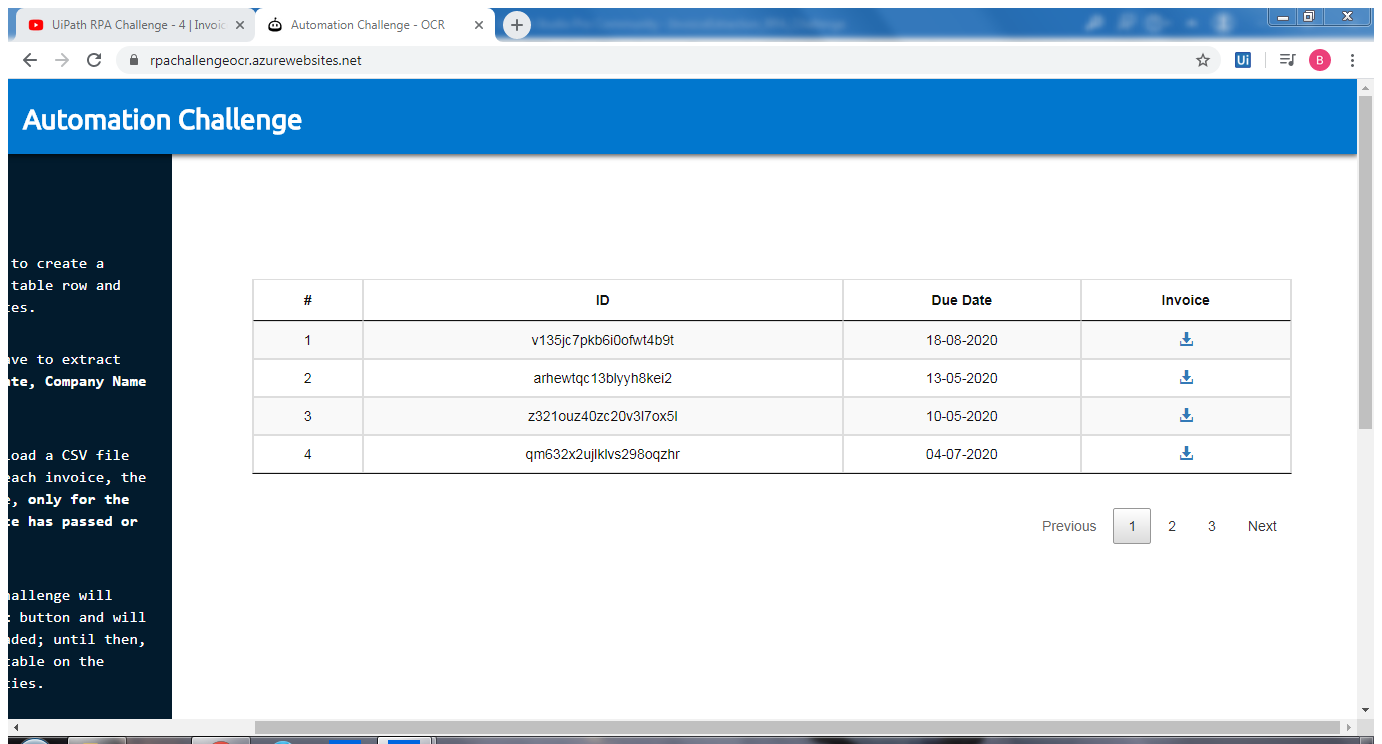 UiPath RPA Challenge - 4 | Invoic
Automation Challenge - OCR
rpachallengeocr.azurewebsites.net
Ui
B
Automation Challenge
to create a
table row and
tes.
ave to extract
ate, Company Name
load a CSV file
each invoice, the
e, only for the
te has passed or
hallenge will
t button and will
nded; until then,
table on the
ties.
# ID Due Date Invoice
1 v135jc7pkb6i0ofwt4b9t 18-08-2020
2 arhewtqc13blyyh8kei2 13-05-2020
3 z321ouz40zc20v3l7ox5l 10-05-2020
4 qm632x2ujlklvs298oqzhr 04-07-2020
Previous 1 2 3 Next